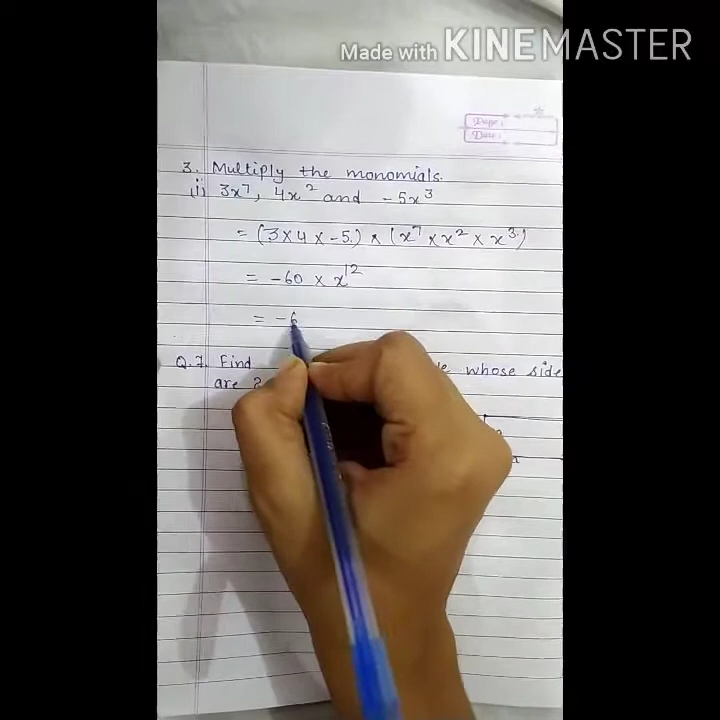 Made with KINEMASTER
Page:
Date:
3. Multiply the monomials.
(i) 3x⁷, 4x² and -5x³
= (3×4×-5) × (x⁷ × x² × x³)
= -60 × x¹²
= -6
Q.7. Find whose side
are 2